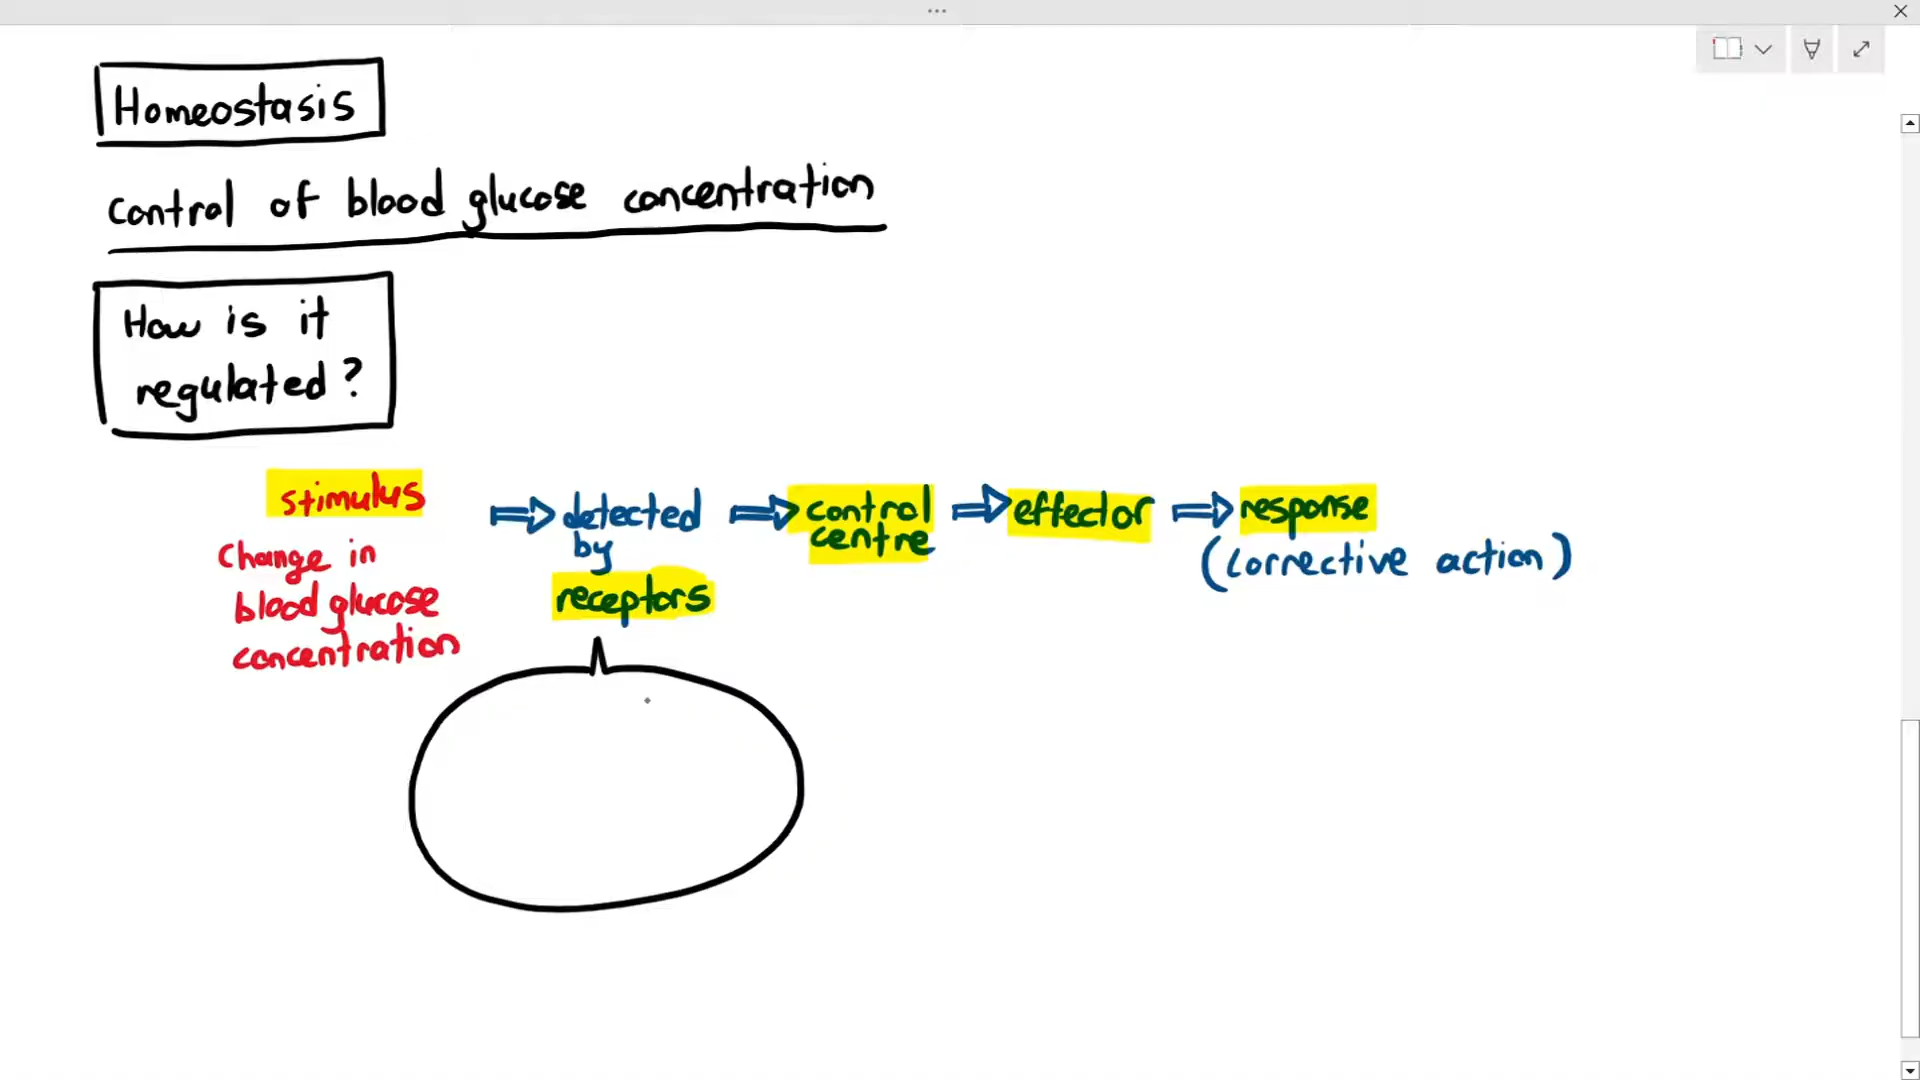 Homeostasis
control of blood glucose concentration
How is it
regulated?
stimulus
change in
blood glucose
concentration
⇒ detected
by
receptors
⇒ control
centre
⇒ effector
⇒ response
(corrective action)